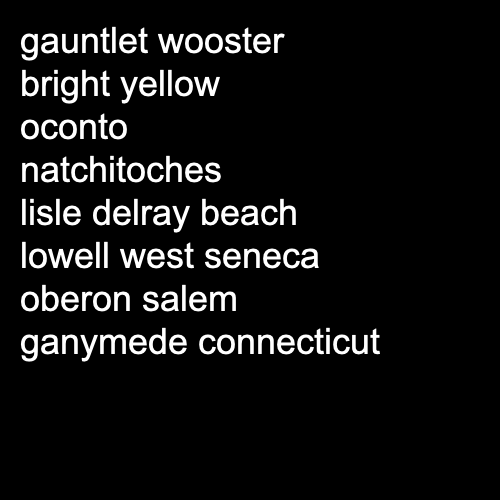 gauntlet wooster
bright yellow
oconto
natchitoches
lisle delray beach
lowell west seneca
oberon salem
ganymede connecticut